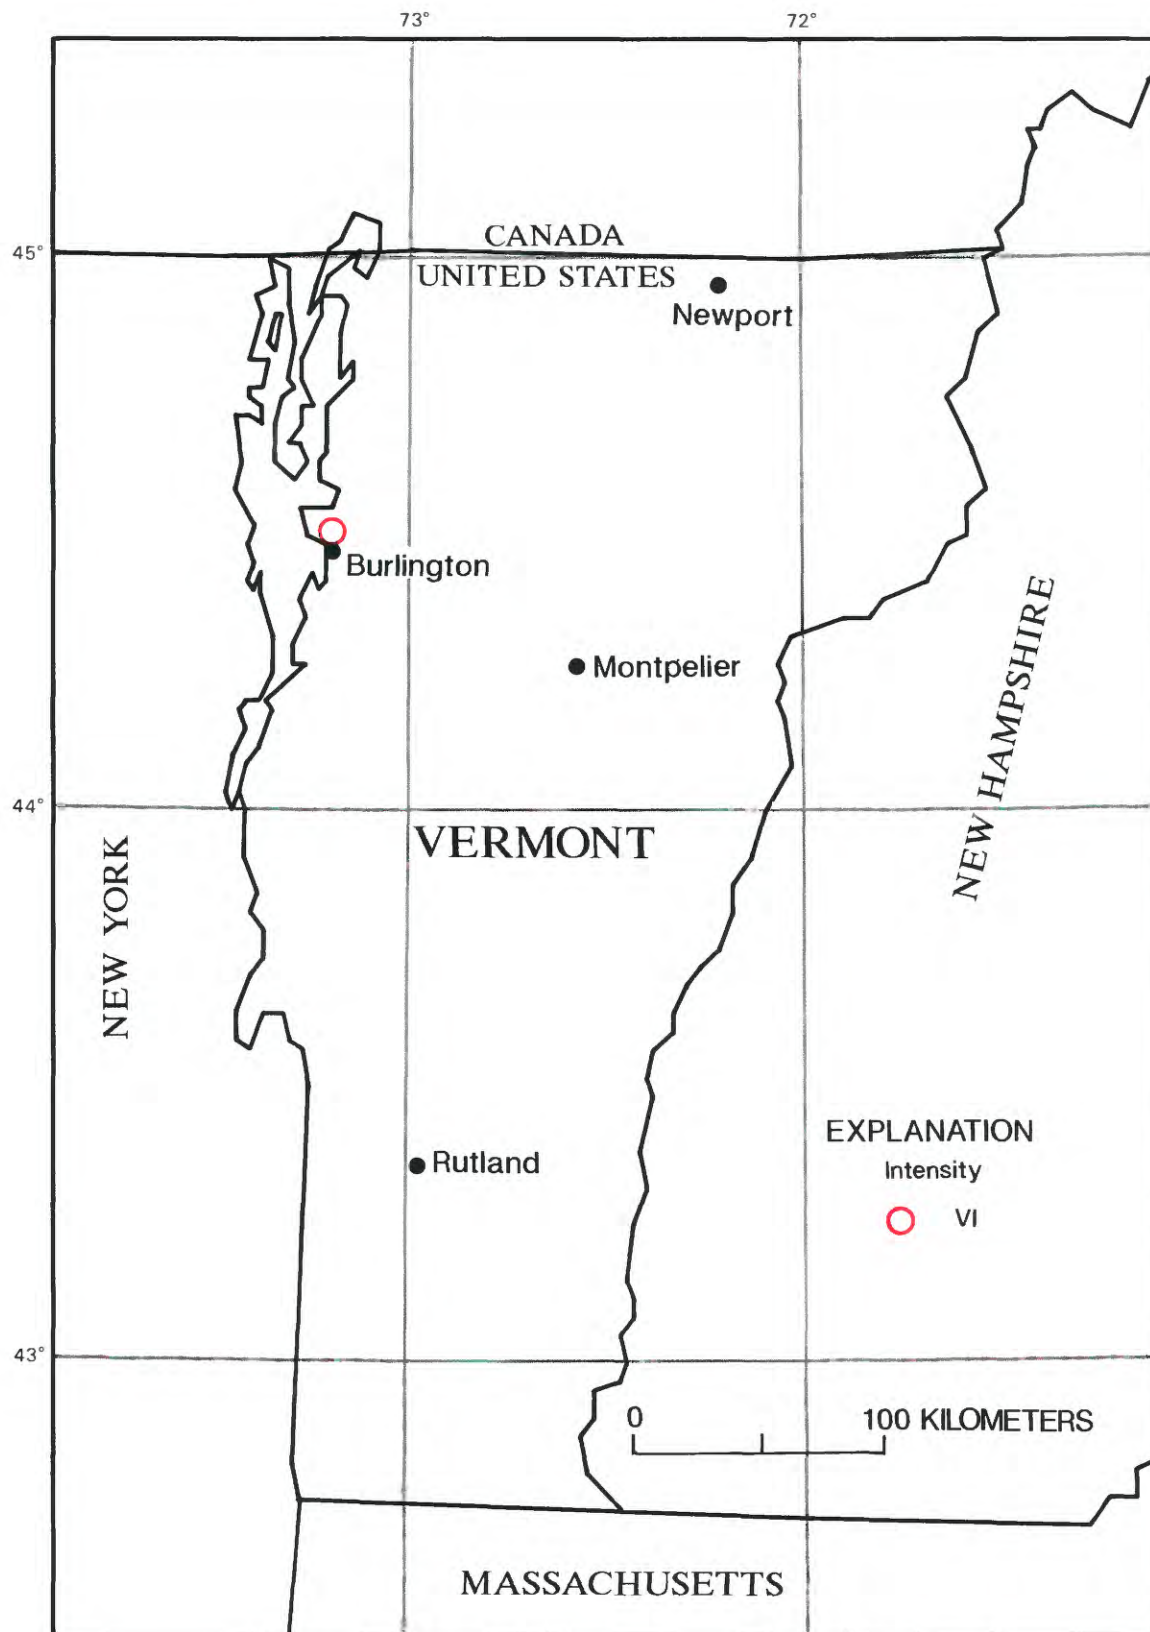 73° 72°
45°
CANADA
UNITED STATES
Newport
Burlington
Montpelier
NEW HAMPSHIRE
44°
VERMONT
NEW YORK
EXPLANATION
Rutland
Intensity
VI
43°
0 100 KILOMETERS
MASSACHUSETTS